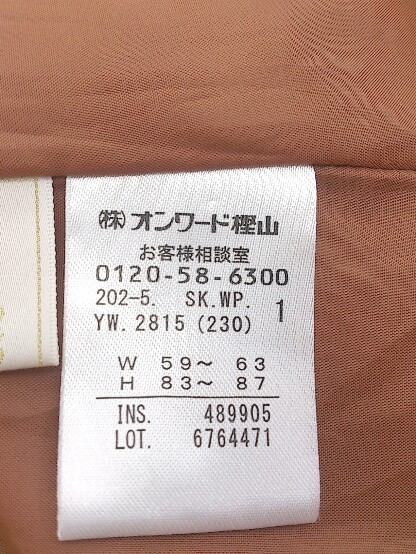 (株)オンワード樫山
お客様相談室
0120-58-6300
202-5. SK.WP. 1
YW.2815(230)
W 59〜 63
H 83〜 87
INS. 489905
LOT. 6764471